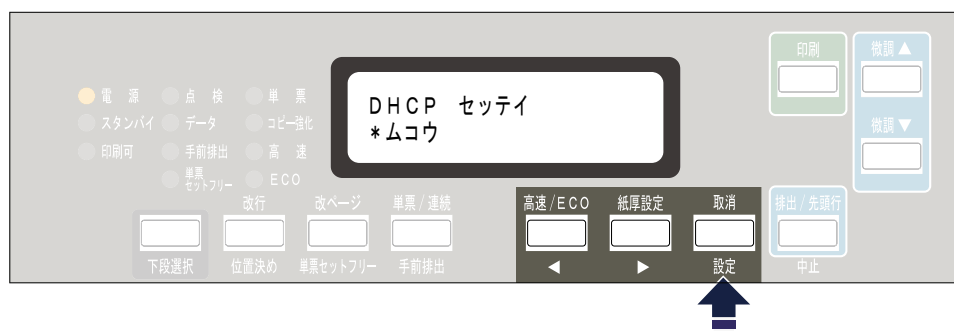 印刷
微調 ▲
電 源
点 検
単 票
DHCP セッテイ
*ムコウ
スタンバイ
データ
コピー強化
微調 ▼
印刷可
手前排出
高 速
単票
セットフリー
ECO
改行
改ページ
単票/連続
高速/ECO
紙厚設定
取消
排出/先頭行
下段選択
位置決め
単票セットフリー
手前排出
◀
▶
設定
中止